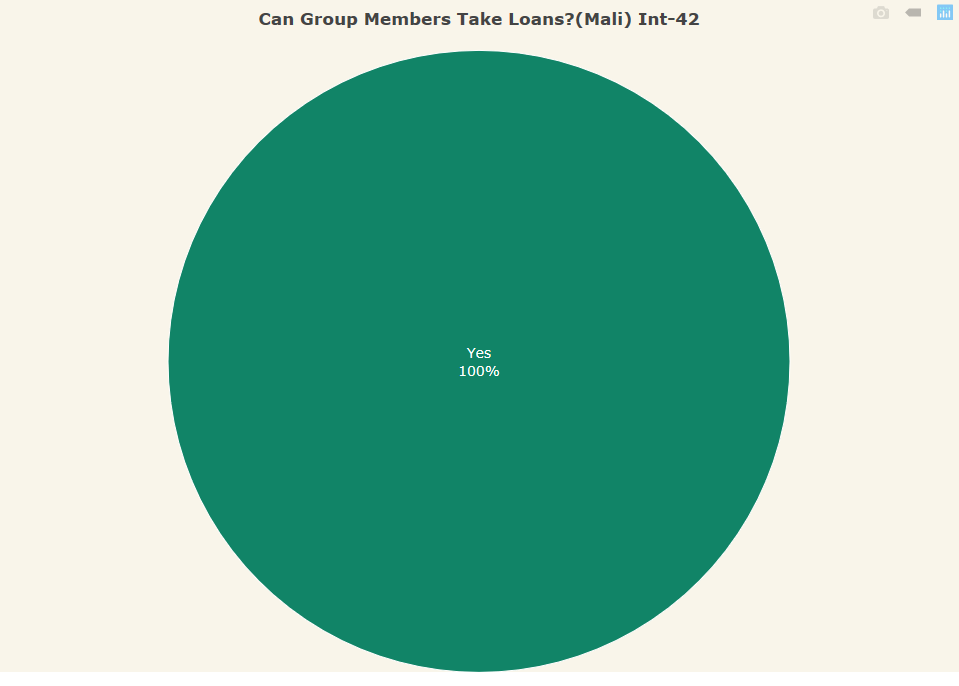 Can Group Members Take Loans?(Mali) Int-42
Yes
100%